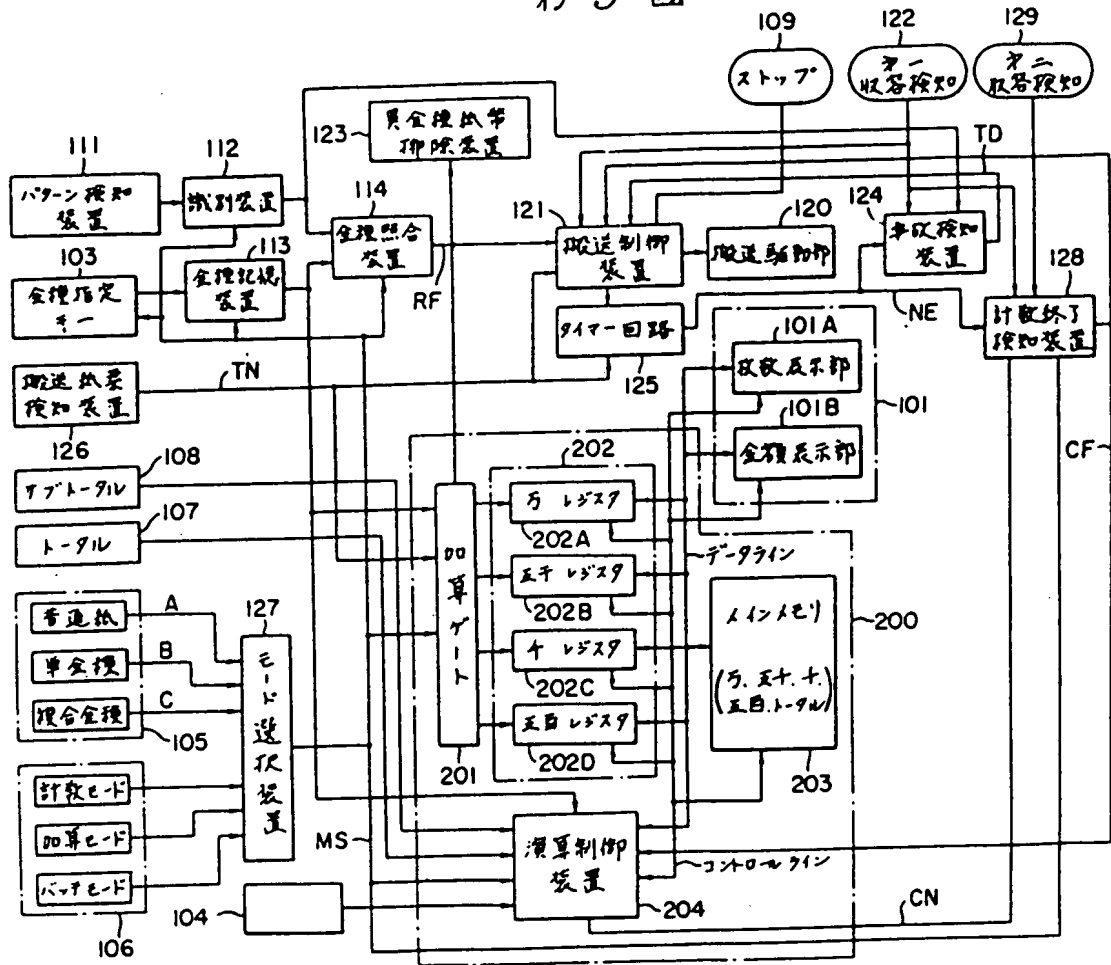 オ5図
109
122
129
ストップ
オ一
収容検知
オ二
収容検知
123
異金種紙幣
排除装置
TD
111
112
パターン検知
装置
識別装置
114
金種照合
装置
121
搬送制御
装置
120
搬送駆動部
124
事故検知
装置
128
103
113
金種指定
キー
金種記憶
装置
RF
タイマー回路
125
NE
計数終了
検知装置
101A
枚数表示部
搬送紙葉
検知装置
126
TN
101B
金額表示部
101
CF
108
サブトータル
107
トータル
202
万 レジスタ
202A
データライン
五千 レジスタ
202B
千 レジスタ
202C
五百 レジスタ
202D
加算ゲート
201
メインメモリ
(万、五千、千、
五百、トータル)
203
200
普通紙
A
単金種
B
混合金種
C
105
127
モード選択装置
計数モード
加算モード
バッチモード
106
MS
104
演算制御
装置
204
コントロールライン
CN